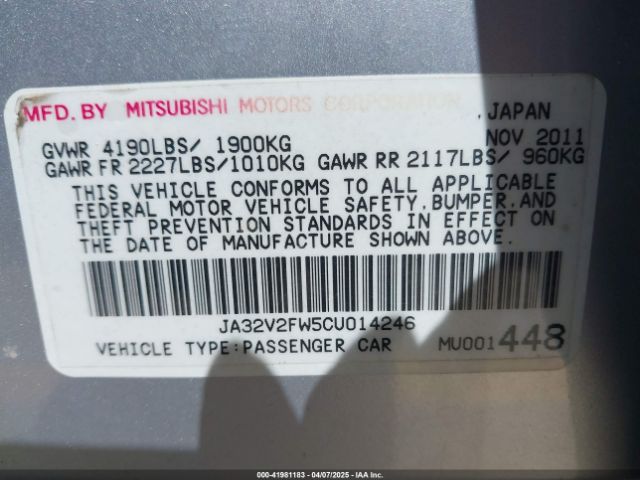 MFD. BY MITSUBISHI MOTORS CORPORATION ,JAPAN
GVWR 4190LBS/ 1900KG NOV 2011
GAWR FR 2227LBS/1010KG GAWR RR 2117LBS/ 960KG
THIS VEHICLE CONFORMS TO ALL APPLICABLE
FEDERAL MOTOR VEHICLE SAFETY,BUMPER,AND
THEFT PREVENTION STANDARDS IN EFFECT ON
THE DATE OF MANUFACTURE SHOWN ABOVE.
JA32V2FW5CU014246
VEHICLE TYPE:PASSENGER CAR MU001448
000-41981183 - 04/07/2025 - IAA Inc.